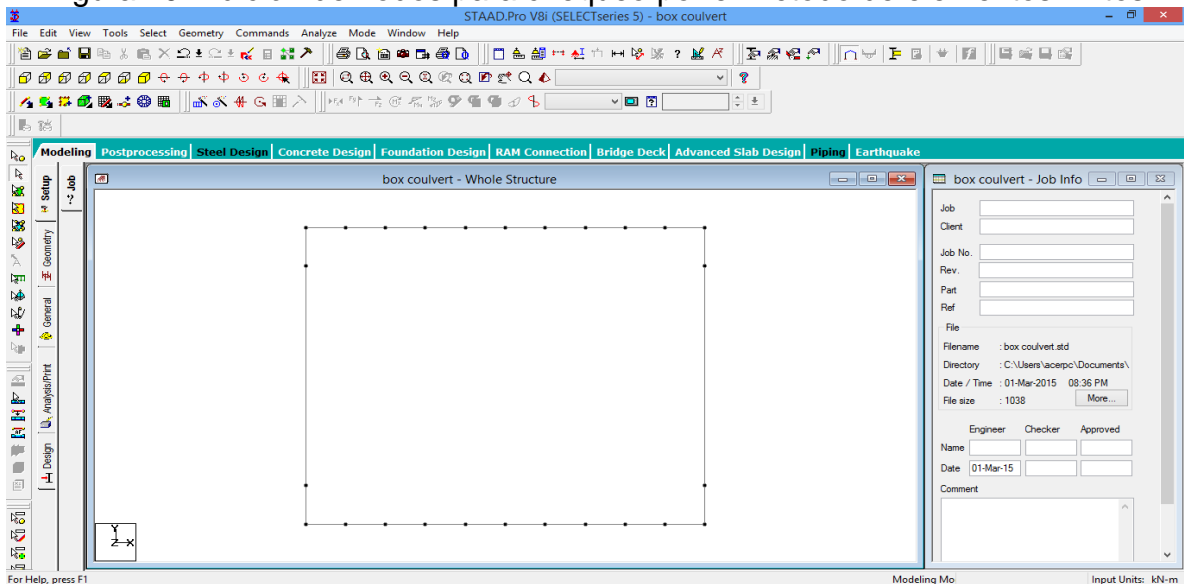 STAAD.Pro V8i (SELECTseries 5) - box coulvert
File Edit View Tools Select Geometry Commands Analyze Mode Window Help
Modeling Postprocessing Steel Design Concrete Design Foundation Design RAM Connection Bridge Deck Advanced Slab Design Piping Earthquake
Job
Setup
Geometry
General
Analysis/Print
Design
box coulvert - Whole Structure
Y
Z X
box coulvert - Job Info
Job
Client
Job No.
Rev.
Part
Ref
File
Filename : box coulvert.std
Directory : C:\Users\acerpc\Documents\
Date / Time : 01-Mar-2015 08:36 PM
File size : 1038 More...
Engineer Checker Approved
Name
Date 01-Mar-15
Comment
For Help, press F1 Modeling Mo Input Units: kN-m